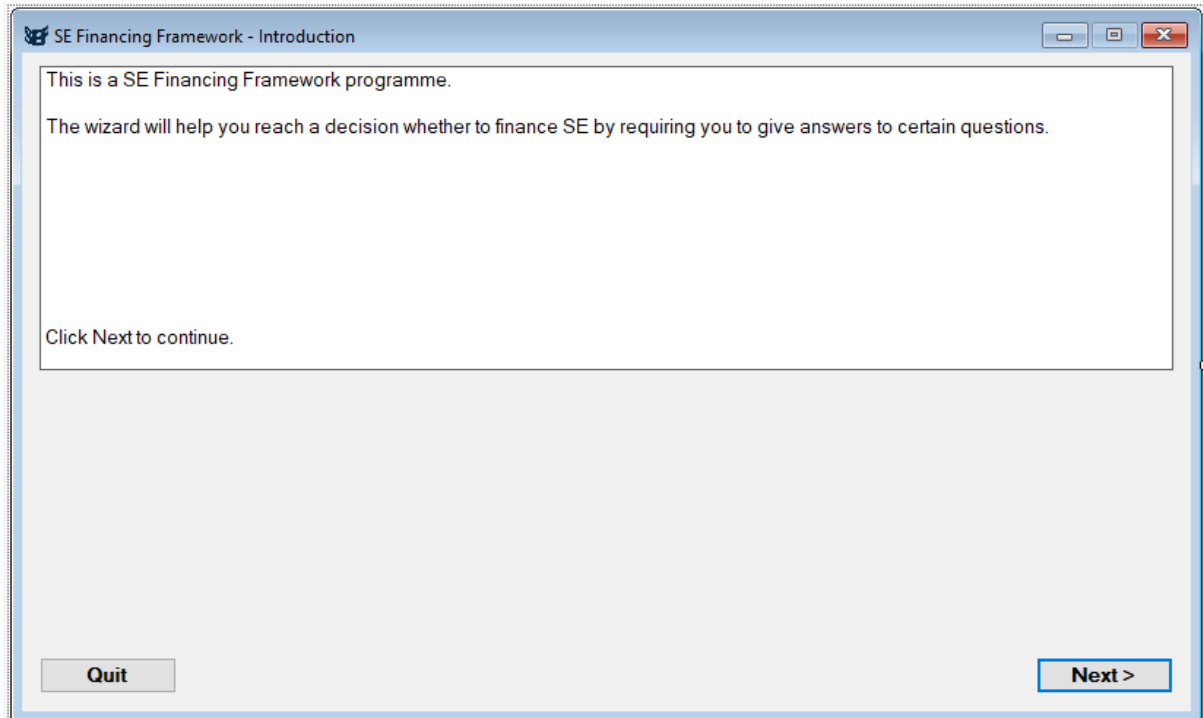 SE Financing Framework - Introduction
This is a SE Financing Framework programme.
The wizard will help you reach a decision whether to finance SE by requiring you to give answers to certain questions.
Click Next to continue.
Quit
Next >